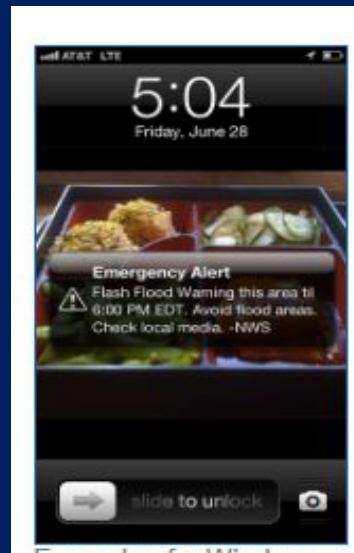 AT&T LTE
5:04
Friday, June 28
Emergency Alert
Flash Flood Warning this area til
6:00 PM EDT. Avoid flood areas.
Check local media. -NWS
slide to unlock